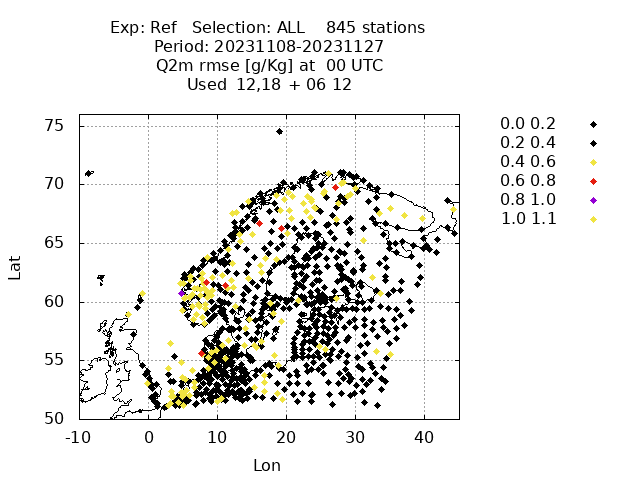 Exp: Ref Selection: ALL 845 stations
Period: 20231108-20231127
Q2m rmse [g/Kg] at 00 UTC
Used 12,18 + 06 12
0.0 0.2
0.2 0.4
0.4 0.6
0.6 0.8
0.8 1.0
1.0 1.1
75
70
65
60
55
50
Lat
-10 0 10 20 30 40
Lon